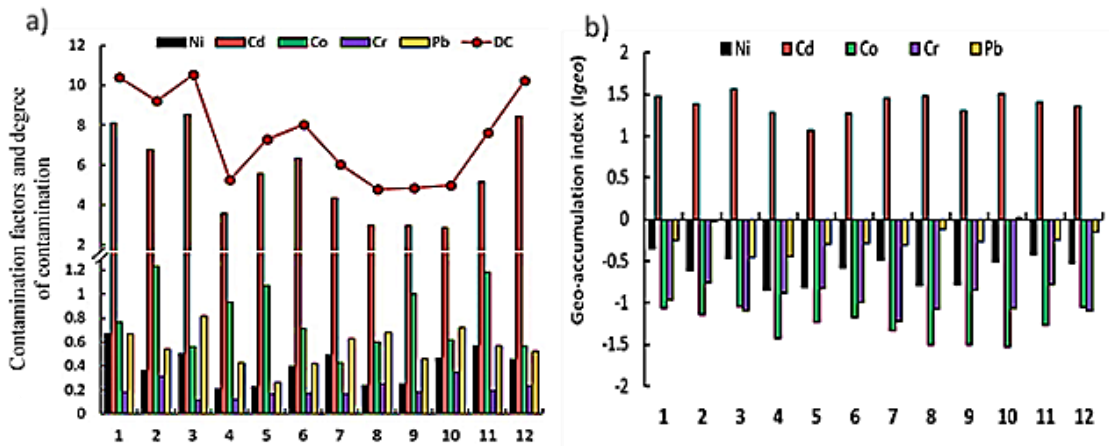 a)
Ni Cd Co Cr Pb DC
Contamination factors and degree
of contamination
12
10
8
6
4
2
1.2
1
0.8
0.6
0.4
0.2
0
1 2 3 4 5 6 7 8 9 10 11 12
b)
Ni Cd Co Cr Pb
Geo-accumulation index (Igeo)
2
1.5
1
0.5
0
-0.5
-1
-1.5
-2
1 2 3 4 5 6 7 8 9 10 11 12